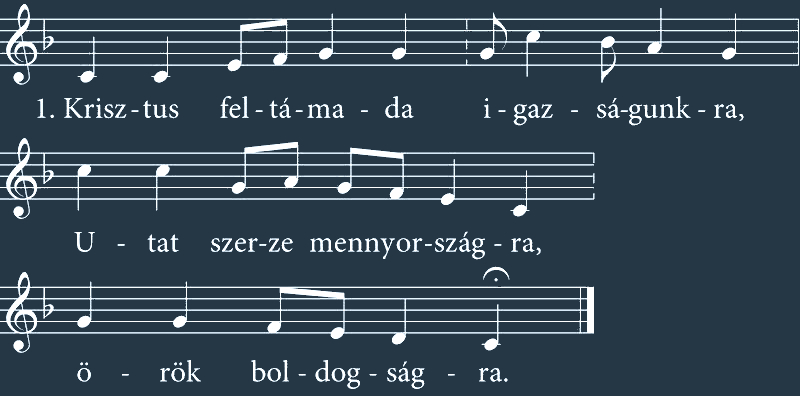 1. Krisz - tus fel - tá - ma - da i - gaz - sá-gunk - ra,
U - tat szer-ze mennyor-szág - ra,
ö - rök bol - dog - ság - ra.